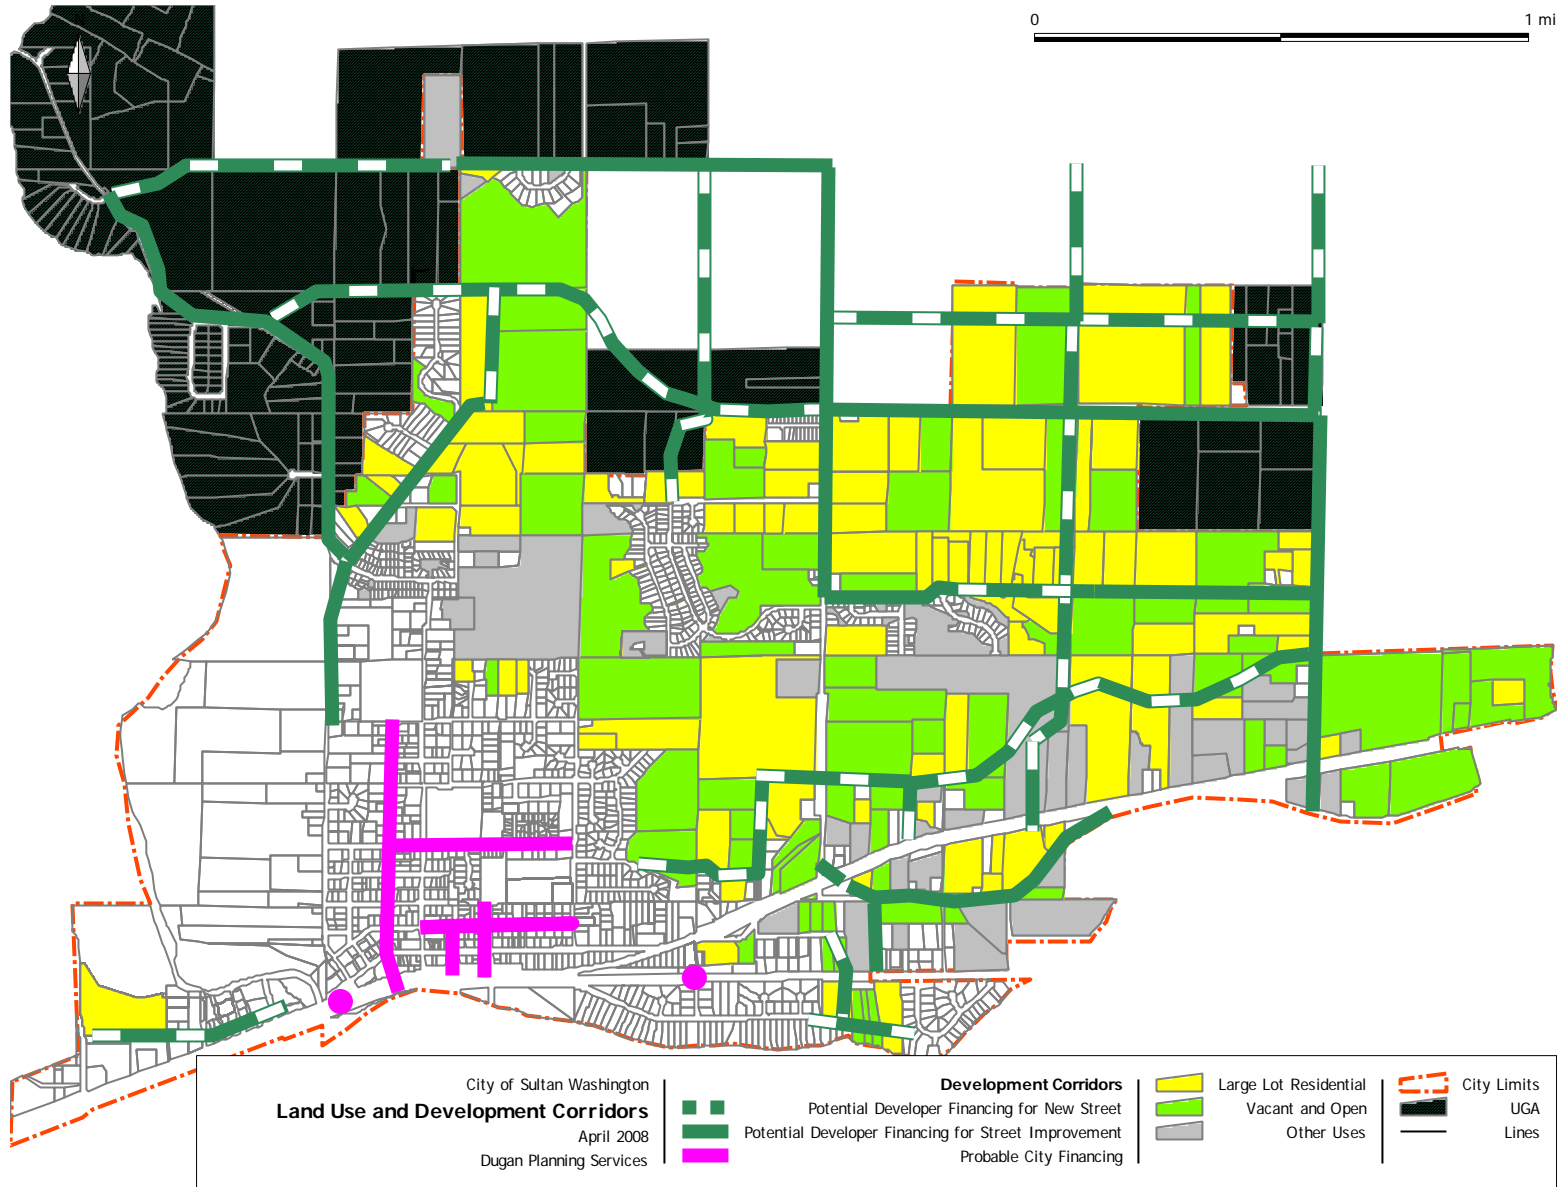 0 1 mi
City of Sultan Washington
Land Use and Development Corridors
April 2008
Dugan Planning Services
Development Corridors
Potential Developer Financing for New Street
Potential Developer Financing for Street Improvement
Probable City Financing
Large Lot Residential
Vacant and Open
Other Uses
City Limits
UGA
Lines